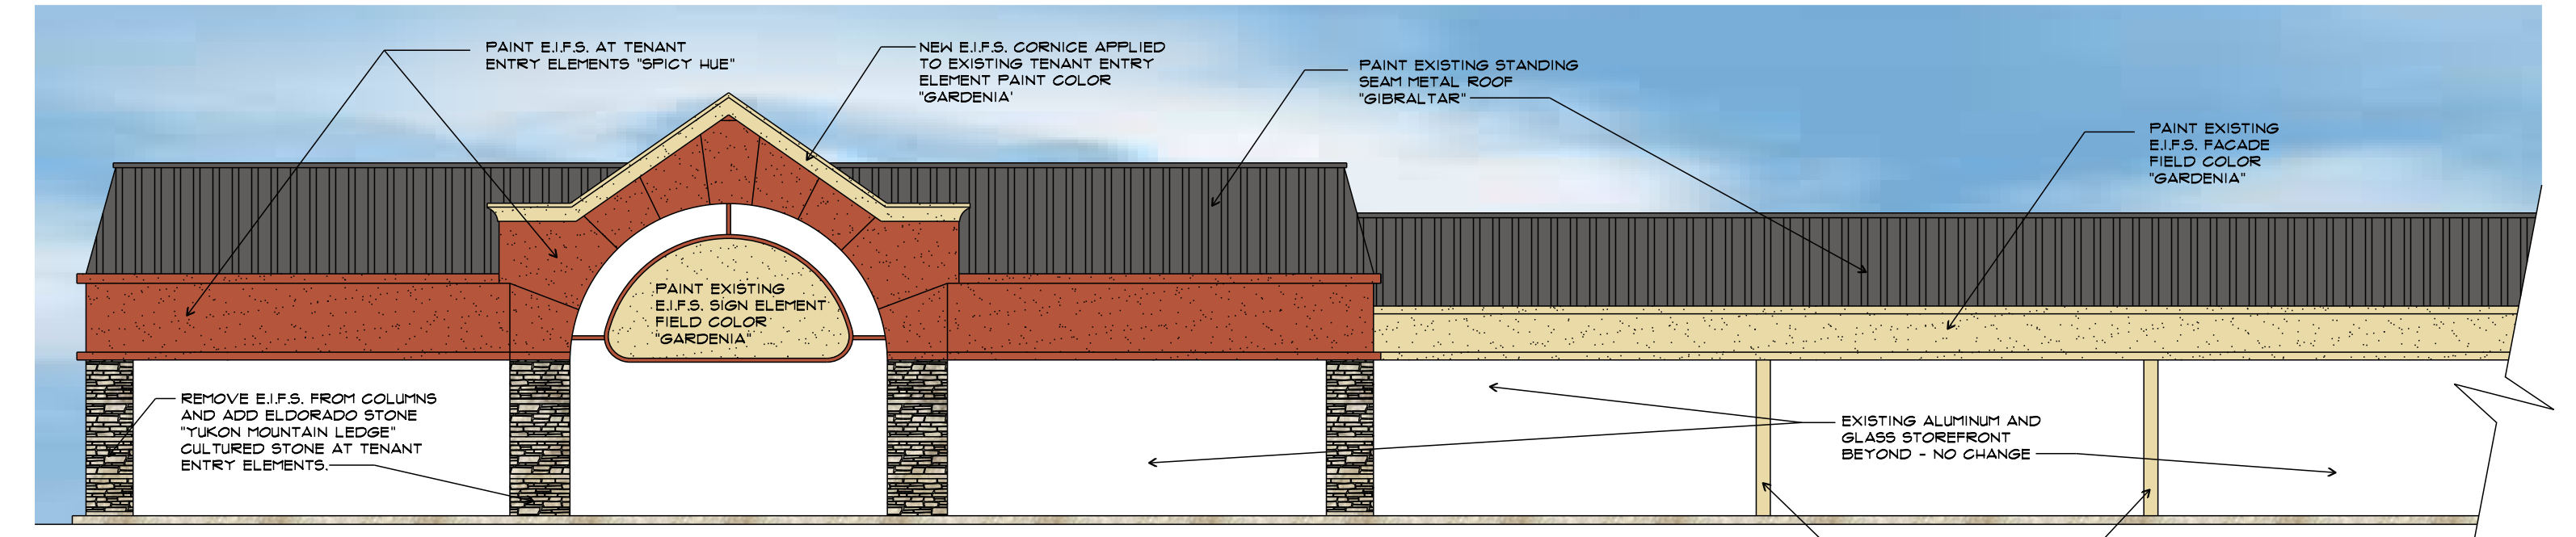 PAINT E.I.F.S. AT TENANT
ENTRY ELEMENTS "SPICY HUE"
NEW E.I.F.S. CORNICE APPLIED
TO EXISTING TENANT ENTRY
ELEMENT PAINT COLOR
"GARDENIA'
PAINT EXISTING STANDING
SEAM METAL ROOF
"GIBRALTAR"
PAINT EXISTING
E.I.F.S. FACADE
FIELD COLOR
"GARDENIA"
PAINT EXISTING
E.I.F.S. SIGN ELEMENT
FIELD COLOR
"GARDENIA"
REMOVE E.I.F.S. FROM COLUMNS
AND ADD ELDORADO STONE
"YUKON MOUNTAIN LEDGE"
CULTURED STONE AT TENANT
ENTRY ELEMENTS.
EXISTING ALUMINUM AND
GLASS STOREFRONT
BEYOND - NO CHANGE